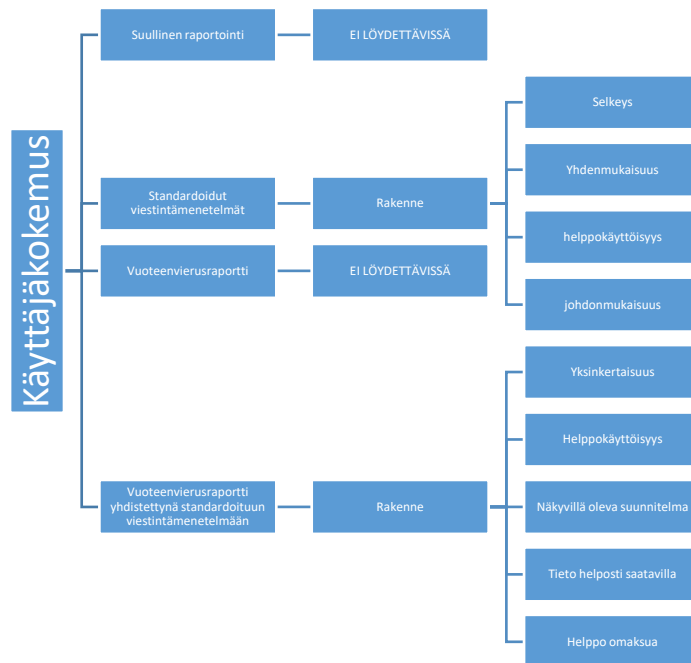 Käyttäjäkokemus
Suullinen raportointi
EI LÖYDETTÄVISSÄ
Standardoidut
viestintämenetelmät
Rakenne
Selkeys
Yhdenmukaisuus
helppokäyttöisyys
johdonmukaisuus
Vuoteenvierusraportti
EI LÖYDETTÄVISSÄ
Vuoteenvierusraportti
yhdistettynä standardoituun
viestintämenetelmään
Rakenne
Yksinkertaisuus
Helppokäyttöisyys
Näkyvillä oleva suunnitelma
Tieto helposti saatavilla
Helppo omaksua